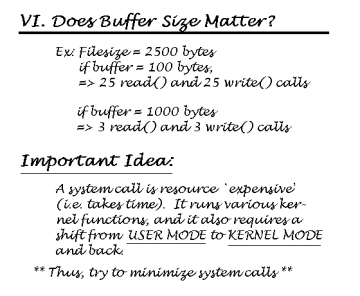 VI. Does Buffer Size Matter?
Ex: Filesize = 2500 bytes
if buffer = 100 bytes,
=> 25 read() and 25 write() calls
if buffer = 1000 bytes
=> 3 read() and 3 write() calls
Important Idea:
A system call is resource `expensive'
(i.e. takes time). It runs various ker-
nel functions, and it also requires a
shift from USER MODE to KERNEL MODE
and back.
** Thus, try to minimize system calls **